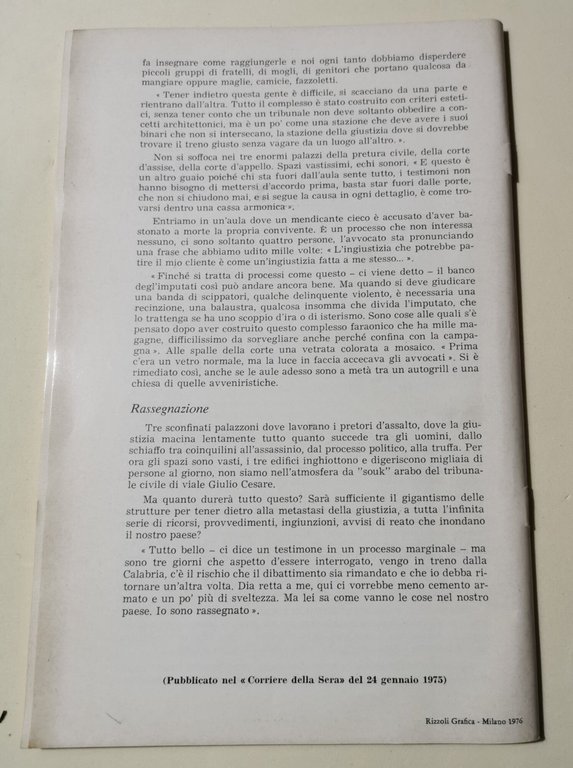 fa insegnare come raggiungerle e noi ogni tanto dobbiamo disperdere
piccoli gruppi di fratelli, di mogli, di genitori che portano qualcosa da
mangiare oppure maglie, camicie, fazzoletti.
« Tener indietro questa gente è difficile, si scacciano da una parte e
rientrano dall'altra. Tutto il complesso è stato costruito con criteri esteti-
ci, senza tener conto che un tribunale non deve soltanto obbedire a con-
cetti architettonici, ma è un po' come una stazione che deve avere i suoi
binari che non si intersecano, la stazione della giustizia dove si dovrebbe
trovare il treno giusto senza vagare da un luogo all'altro. ».
Non si soffoca nei tre enormi palazzi della pretura civile, della corte
d'assise, della corte d'appello. Spazi vastissimi, echi sonori. « E questo è
un altro guaio poiché chi sta fuori dall'aula sente tutto, i testimoni non
hanno bisogno di mettersi d'accordo prima, basta star fuori dalle porte,
che non si chiudono mai, e si segue la causa in ogni dettaglio, è come tro-
varsi dentro una cassa armonica ».
Entriamo in un'aula dove un mendicante cieco è accusato d'aver ba-
stonato a morte la propria convivente. È un processo che non interessa
nessuno, ci sono soltanto quattro persone, l'avvocato sta pronunciando
una frase che abbiamo udito mille volte: « L'ingiustizia che potrebbe pa-
tire il mio cliente è come un'ingiustizia fatta a me stesso... ».
« Finché si tratta di processi come questo – ci viene detto – il banco
degl'imputati così può andare ancora bene. Ma quando si deve giudicare
una banda di scippatori, qualche delinquente violento, è necessaria una
recinzione, una balaustra, qualcosa insomma che divida l'imputato, che
lo trattenga se ha uno scoppio d'ira o di isterismo. Sono cose alle quali s'è
pensato dopo aver costruito questo complesso faraonico che ha mille ma-
gagne, difficilissimo da sorvegliare anche perché confina con la campa-
gna ». Alle spalle della corte una vetrata colorata a mosaico. « Prima
c'era un vetro normale, ma la luce in faccia accecava gli avvocati ». Si è
rimediato così, anche se le aule adesso sono a metà tra un autogrill e una
chiesa di quelle avveniristiche.
Rassegnazione
Tre sconfinati palazzoni dove lavorano i pretori d'assalto, dove la giu-
stizia macina lentamente tutto quanto succede tra gli uomini, dallo
schiaffo tra coinquilini all'assassinio, dal processo politico, alla truffa. Per
ora gli spazi sono vasti, i tre edifici inghiottono e digeriscono migliaia di
persone al giorno, non siamo nell'atmosfera da "souk" arabo del tribuna-
le civile di viale Giulio Cesare.
Ma quanto durerà tutto questo? Sarà sufficiente il gigantismo delle
strutture per tener dietro alla metastasi della giustizia, a tutta l'infinita
serie di ricorsi, provvedimenti, ingiunzioni, avvisi di reato che inondano
il nostro paese?
« Tutto bello – ci dice un testimone in un processo marginale – ma
sono tre giorni che aspetto d'essere interrogato, vengo in treno dalla
Calabria, c'è il rischio che il dibattimento sia rimandato e che io debba ri-
tornare un'altra volta. Dia retta a me, qui ci vorrebbe meno cemento ar-
mato e un po' più di sveltezza. Ma lei sa come vanno le cose nel nostro
paese. Io sono rassegnato ».
(Pubblicato nel « Corriere della Sera» del 24 gennaio 1975)
Rizzoli Grafica - Milano 1976